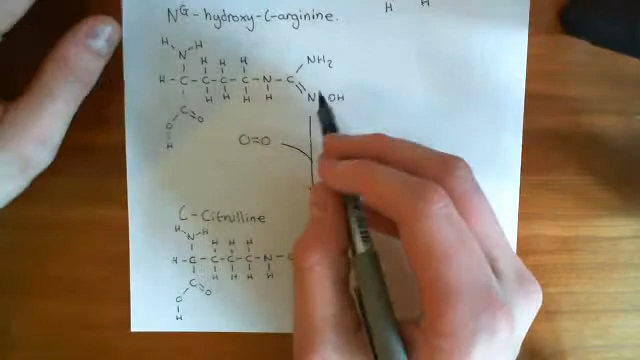 N^G-hydroxy-L-arginine.
H H
H H
N H H H NH2
H-C-C-C-C-N-C
H H H H N OH
C
O O
H
O=O
L-Citrulline
H N H H H H
H-C-C-C-C-N-C
H H H H
C
O O
H